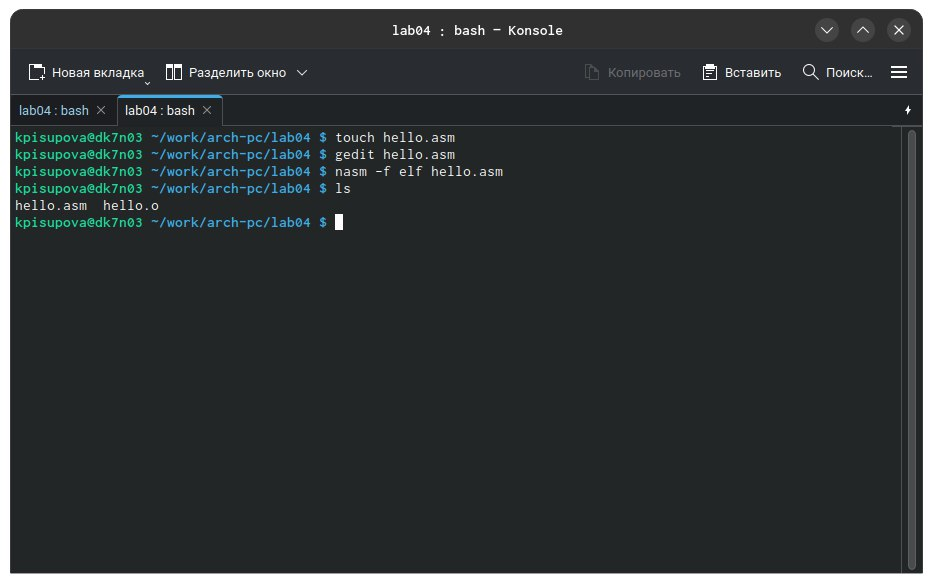 lab04 : bash — Konsole
Новая вкладка Разделить окно Копировать Вставить Поиск...
lab04 : bash lab04 : bash
kpisupova@dk7n03 ~/work/arch-pc/lab04 $ touch hello.asm
kpisupova@dk7n03 ~/work/arch-pc/lab04 $ gedit hello.asm
kpisupova@dk7n03 ~/work/arch-pc/lab04 $ nasm -f elf hello.asm
kpisupova@dk7n03 ~/work/arch-pc/lab04 $ ls
hello.asm  hello.o
kpisupova@dk7n03 ~/work/arch-pc/lab04 $